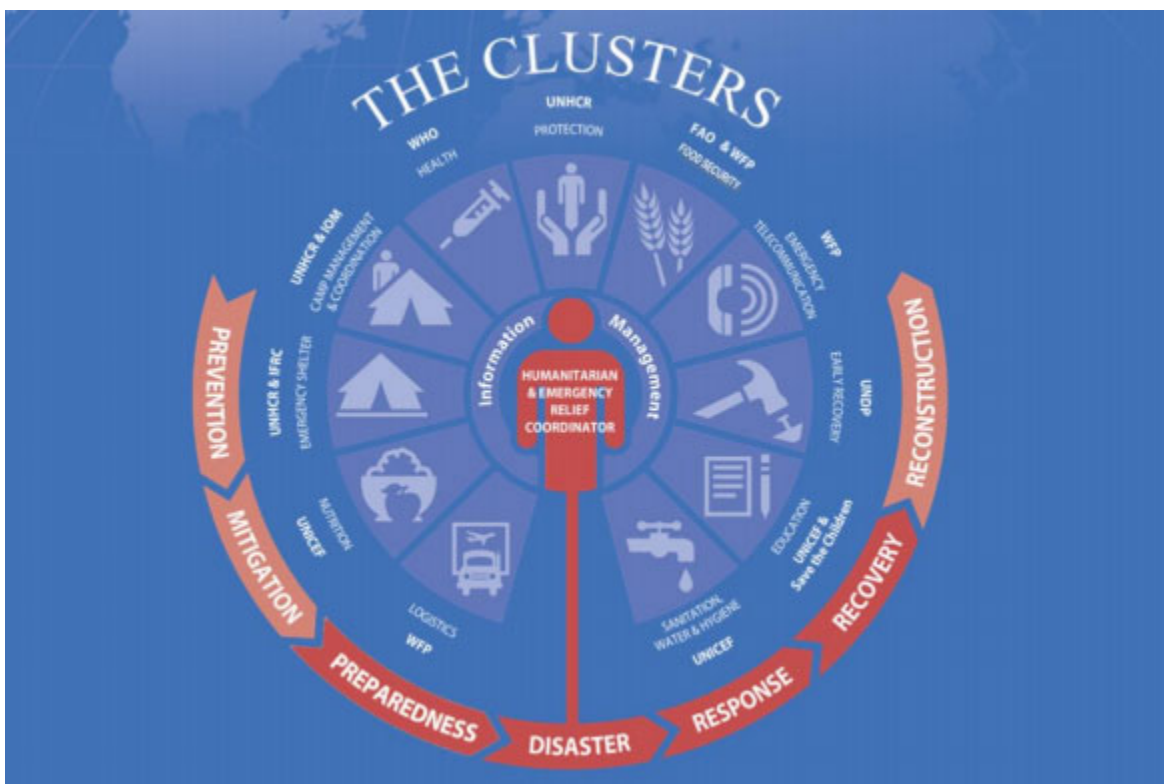 THE CLUSTERS
UNHCR
PROTECTION
FAO & WFP
FOOD SECURITY
WFP
EMERGENCY
TELECOMMUNICATION
UNDP
EARLY RECOVERY
EDUCATION
UNICEF &
Save the Children
SANITATION,
WATER & HYGIENE
UNICEF
LOGISTICS
WFP
NUTRITION
UNICEF
UNHCR & IFRC
EMERGENCY SHELTER
UNHCR & IOM
CAMP MANAGEMENT
& COORDINATION
WHO
HEALTH
Information
Management
HUMANITARIAN
& EMERGENCY
RELIEF
COORDINATOR
PREVENTION
MITIGATION
PREPAREDNESS
DISASTER
RESPONSE
RECOVERY
RECONSTRUCTION